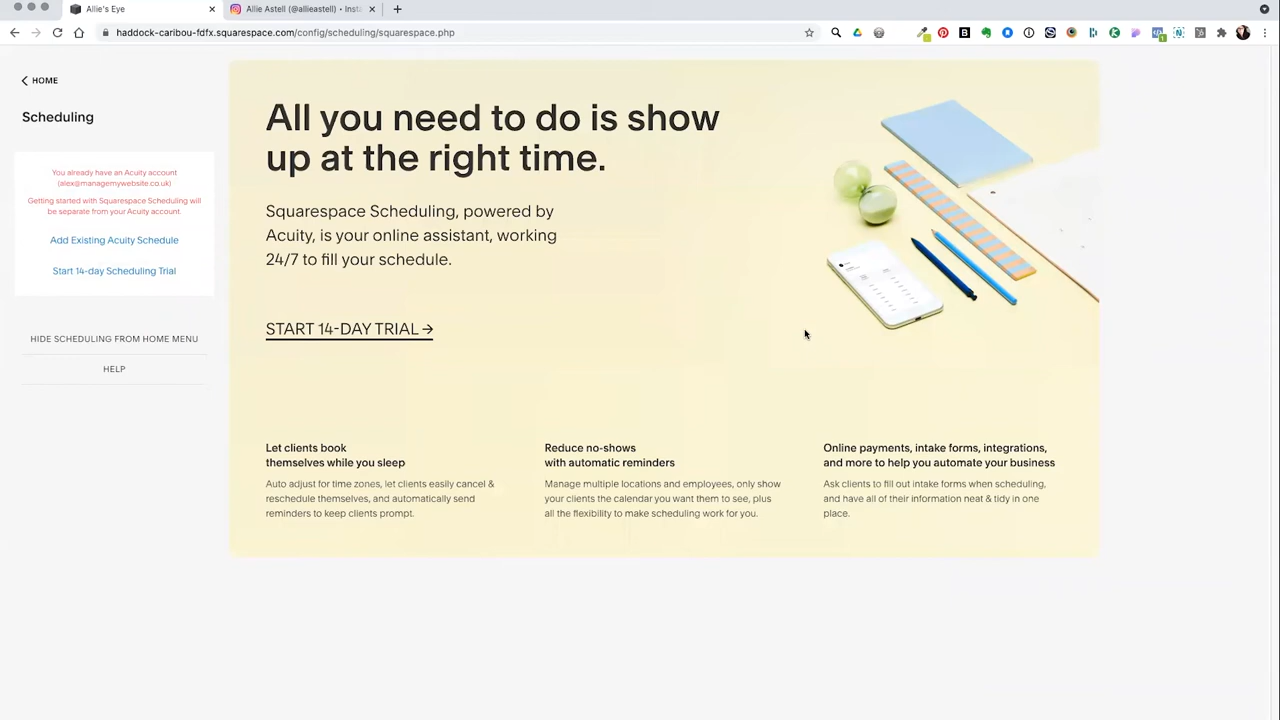 Allie's Eye
Allie Astell (@allieastell) • Insta
haddock-caribou-fdfx.squarespace.com/config/scheduling/squarespace.php
HOME
Scheduling
You already have an Acuity account
(alex@managemywebsite.co.uk)
Getting started with Squarespace Scheduling will
be separate from your Acuity account.
Add Existing Acuity Schedule
Start 14-day Scheduling Trial
HIDE SCHEDULING FROM HOME MENU
HELP
All you need to do is show
up at the right time.
Squarespace Scheduling, powered by
Acuity, is your online assistant, working
24/7 to fill your schedule.
START 14-DAY TRIAL →
Let clients book
themselves while you sleep
Auto adjust for time zones, let clients easily cancel &
reschedule themselves, and automatically send
reminders to keep clients prompt.
Reduce no-shows
with automatic reminders
Manage multiple locations and employees, only show
your clients the calendar you want them to see, plus
all the flexibility to make scheduling work for you.
Online payments, intake forms, integrations,
and more to help you automate your business
Ask clients to fill out intake forms when scheduling,
and have all of their information neat & tidy in one
place.